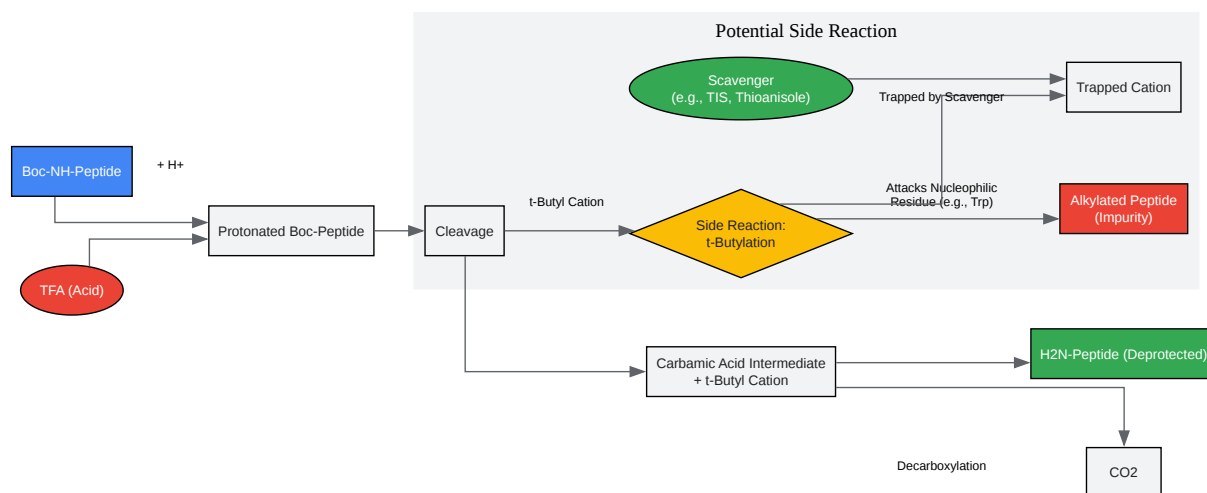 Potential Side Reaction
Scavenger
(e.g., TIS, Thioanisole)
Trapped by Scavenger
Trapped Cation
Boc-NH-Peptide
+ H+
TFA (Acid)
Protonated Boc-Peptide
Cleavage
t-Butyl Cation
Side Reaction:
t-Butylation
Attacks Nucleophilic
Residue (e.g., Trp)
Alkylated Peptide
(Impurity)
Carbamic Acid Intermediate
+ t-Butyl Cation
H2N-Peptide (Deprotected)
Decarboxylation
CO2